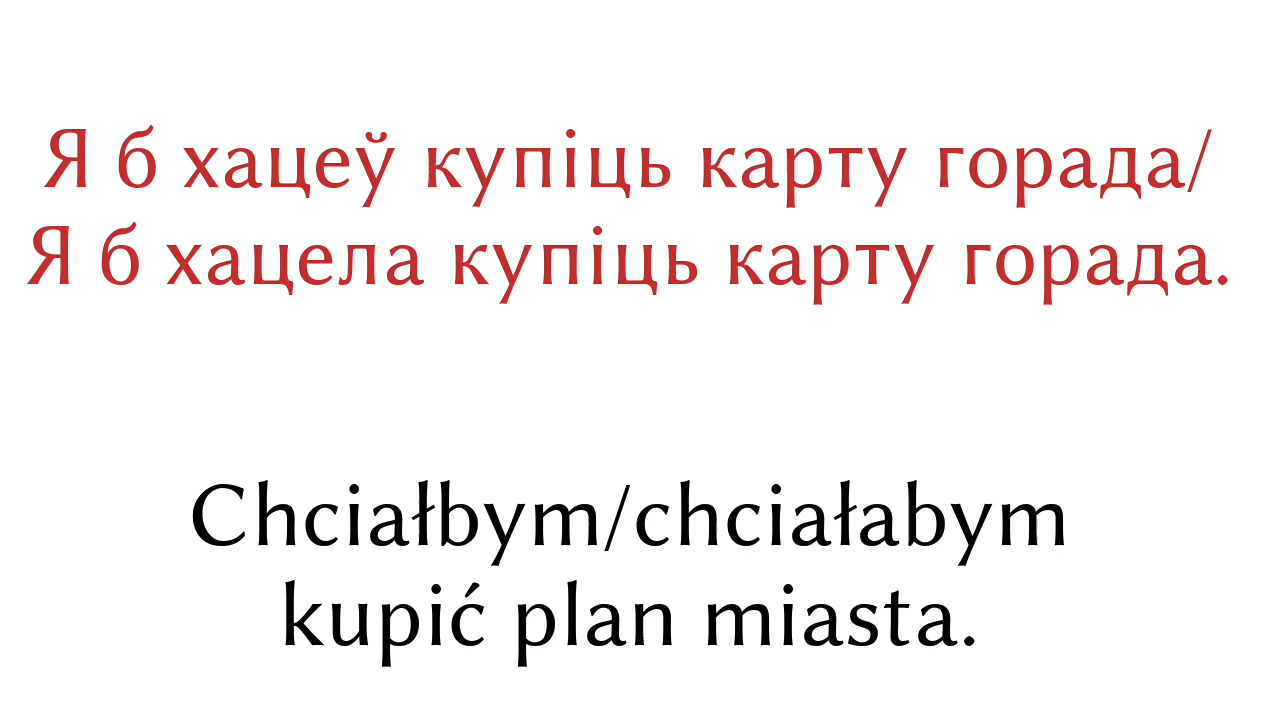 Я б хацеў купіць карту горада/
Я б хацела купіць карту горада.
Chciałbym/chciałabym
kupić plan miasta.